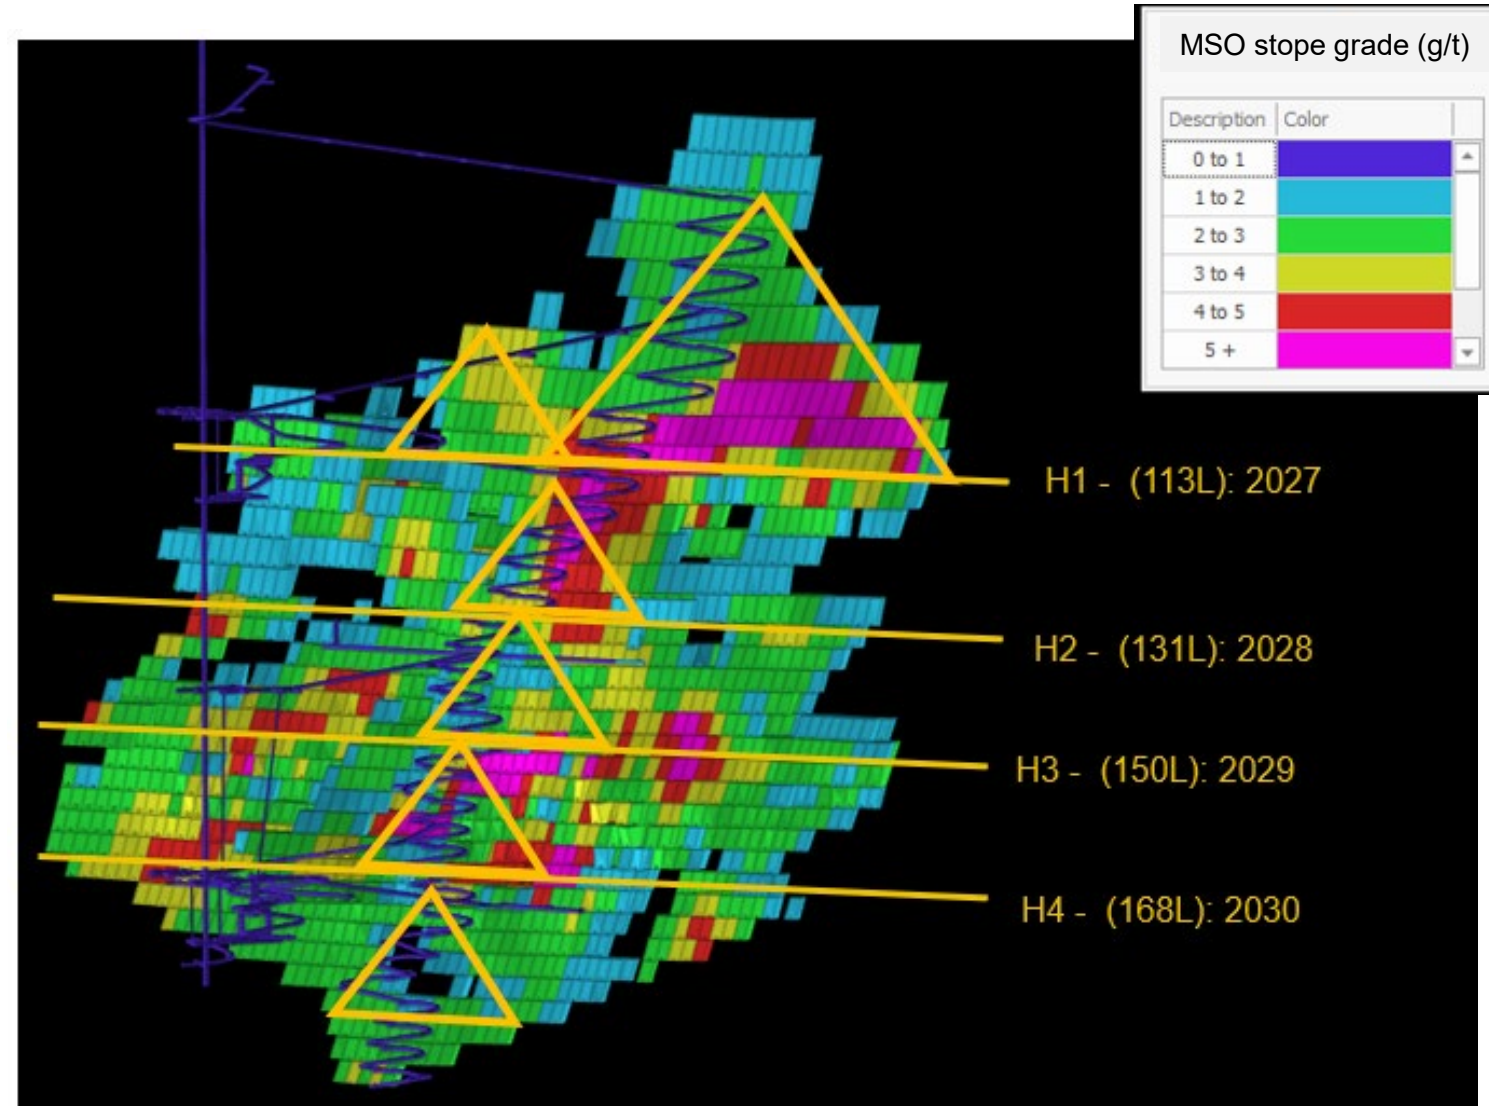 MSO stope grade (g/t)
Description Color
0 to 1
1 to 2
2 to 3
3 to 4
4 to 5
5 +
H1 - (113L): 2027
H2 - (131L): 2028
H3 - (150L): 2029
H4 - (168L): 2030